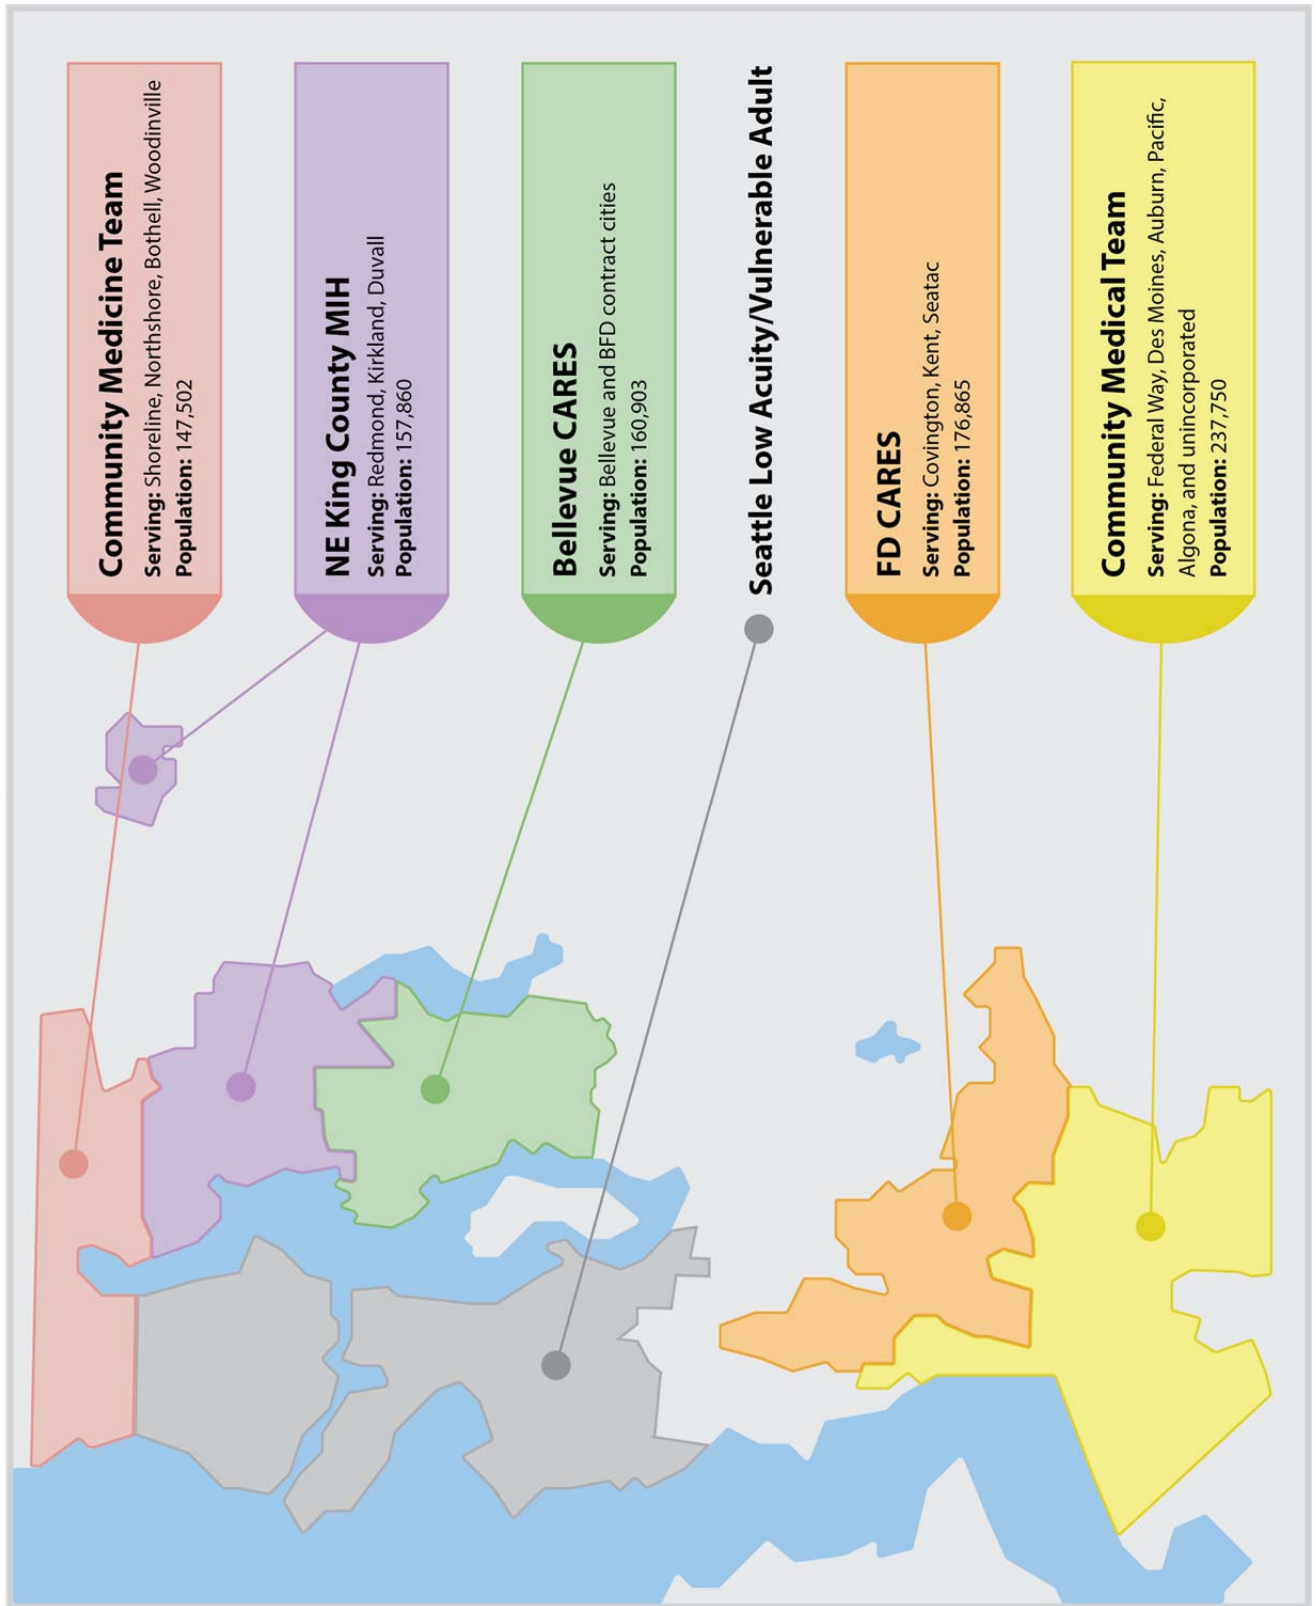 Community Medicine Team
Serving: Shoreline, Northshore, Bothell, Woodinville
Population: 147,502
NE King County MIH
Serving: Redmond, Kirkland, Duvall
Population: 157,860
Bellevue CARES
Serving: Bellevue and BFD contract cities
Population: 160,903
Seattle Low Acuity/Vulnerable Adult
FD CARES
Serving: Covington, Kent, Seatac
Population: 176,865
Community Medical Team
Serving: Federal Way, Des Moines, Auburn, Pacific,
Algona, and unincorporated
Population: 237,750